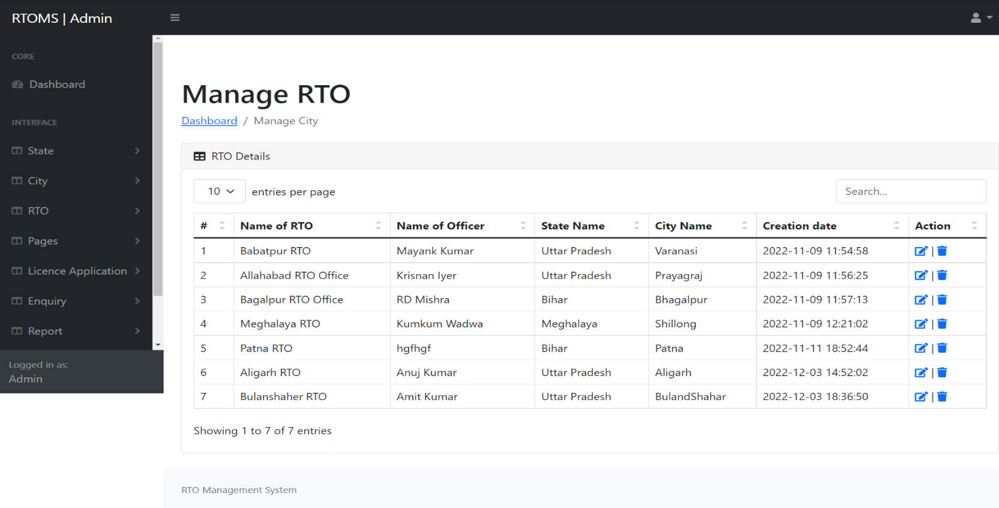 RTOMS | Admin
CORE
Dashboard
INTERFACE
State
City
RTO
Pages
Licence Application
Enquiry
Report
Logged in as:
Admin
Manage RTO
Dashboard / Manage City
RTO Details
10 entries per page
Search...
# Name of RTO Name of Officer State Name City Name Creation date Action
1 Babatpur RTO Mayank Kumar Uttar Pradesh Varanasi 2022-11-09 11:54:58 |
2 Allahabad RTO Office Krisnan Iyer Uttar Pradesh Prayagraj 2022-11-09 11:56:25 |
3 Bagalpur RTO Office RD Mishra Bihar Bhagalpur 2022-11-09 11:57:13 |
4 Meghalaya RTO Kumkum Wadwa Meghalaya Shillong 2022-11-09 12:21:02 |
5 Patna RTO hgfhgf Bihar Patna 2022-11-11 18:52:44 |
6 Aligarh RTO Anuj Kumar Uttar Pradesh Aligarh 2022-12-03 14:52:02 |
7 Bulanshaher RTO Amit Kumar Uttar Pradesh BulandShahar 2022-12-03 18:36:50 |
Showing 1 to 7 of 7 entries
RTO Management System